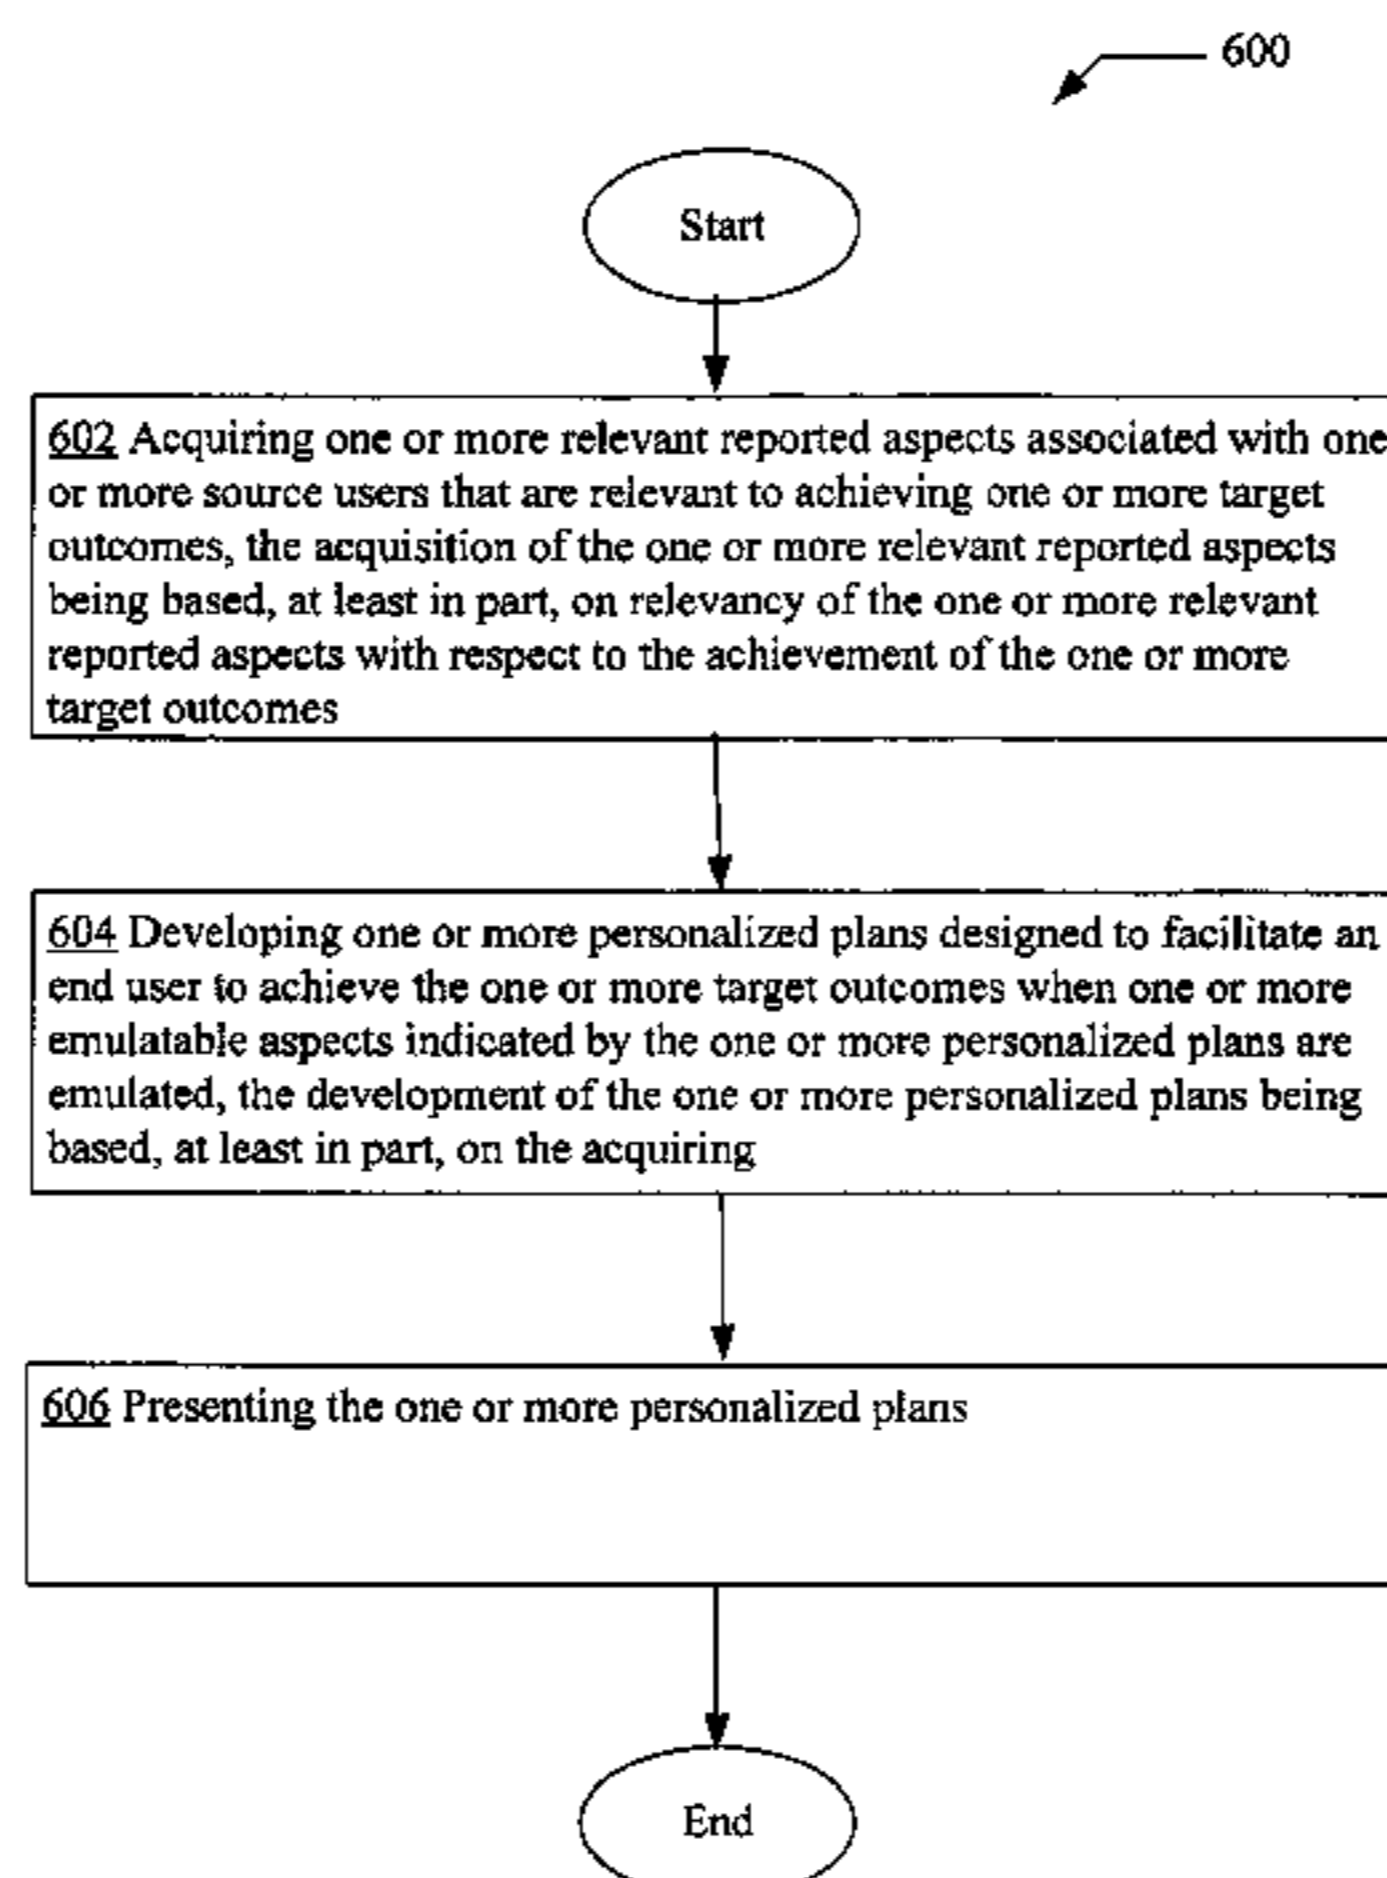 600
Start
602 Acquiring one or more relevant reported aspects associated with one
or more source users that are relevant to achieving one or more target
outcomes, the acquisition of the one or more relevant reported aspects
being based, at least in part, on relevancy of the one or more relevant
reported aspects with respect to the achievement of the one or more
target outcomes
604 Developing one or more personalized plans designed to facilitate an
end user to achieve the one or more target outcomes when one or more
emulatable aspects indicated by the one or more personalized plans are
emulated, the development of the one or more personalized plans being
based, at least in part, on the acquiring
606 Presenting the one or more personalized plans
End